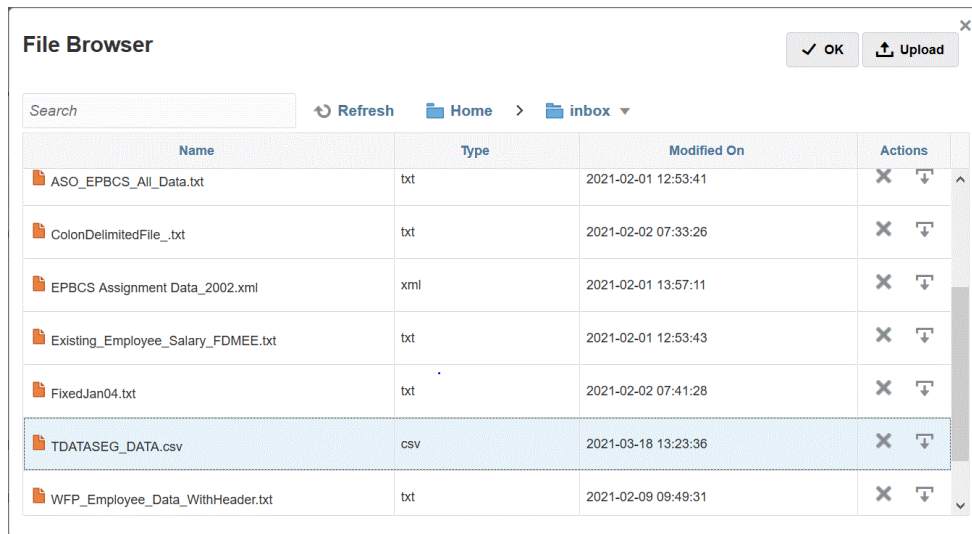 File Browser
OK
Upload
Search
Refresh
Home > inbox
Name Type Modified On Actions
ASO_EPBCS_All_Data.txt txt 2021-02-01 12:53:41
ColonDelimitedFile_.txt txt 2021-02-02 07:33:26
EPBCS Assignment Data_2002.xml xml 2021-02-01 13:57:11
Existing_Employee_Salary_FDMEE.txt txt 2021-02-01 12:53:43
FixedJan04.txt txt 2021-02-02 07:41:28
TDATASEG_DATA.csv csv 2021-03-18 13:23:36
WFP_Employee_Data_WithHeader.txt txt 2021-02-09 09:49:31